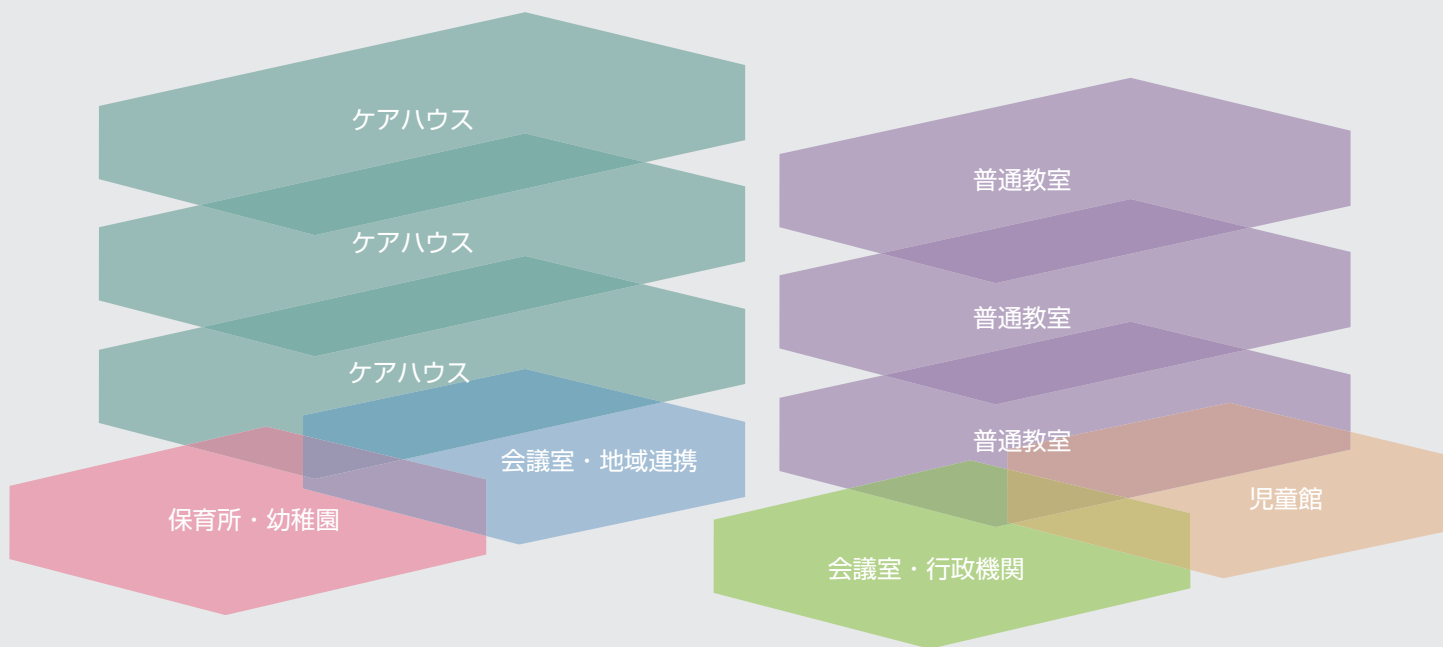 ケアハウス
ケアハウス
ケアハウス
会議室・地域連携
保育所・幼稚園
普通教室
普通教室
普通教室
児童館
会議室・行政機関